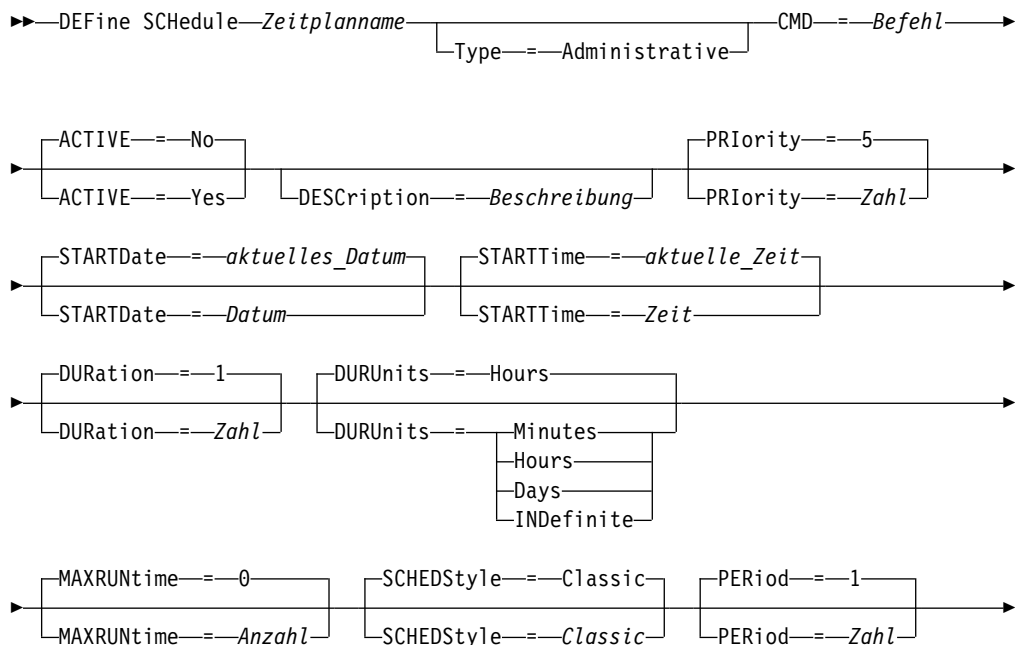 DEFine SCHedule Zeitplanname CMD = Befehl
Type = Administrative
ACTIVE = No PRIority = 5
ACTIVE = Yes DESCription = Beschreibung PRIority = Zahl
STARTDate = aktuelles_Datum STARTTime = aktuelle_Zeit
STARTDate = Datum STARTTime = Zeit
DURation = 1 DURUnits = Hours
DURation = Zahl DURUnits = Minutes
Hours
Days
INDefinite
MAXRUNtime = 0 SCHEDStyle = Classic PERiod = 1
MAXRUNtime = Anzahl SCHEDStyle = Classic PERiod = Zahl